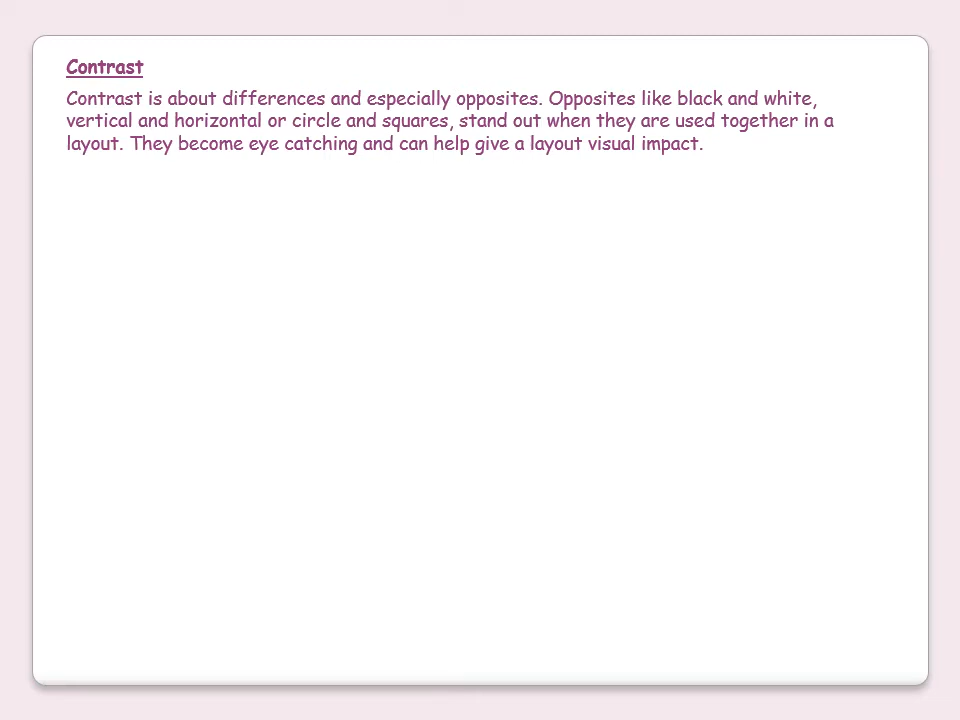 Contrast
Contrast is about differences and especially opposites. Opposites like black and white,
vertical and horizontal or circle and squares, stand out when they are used together in a
layout. They become eye catching and can help give a layout visual impact.